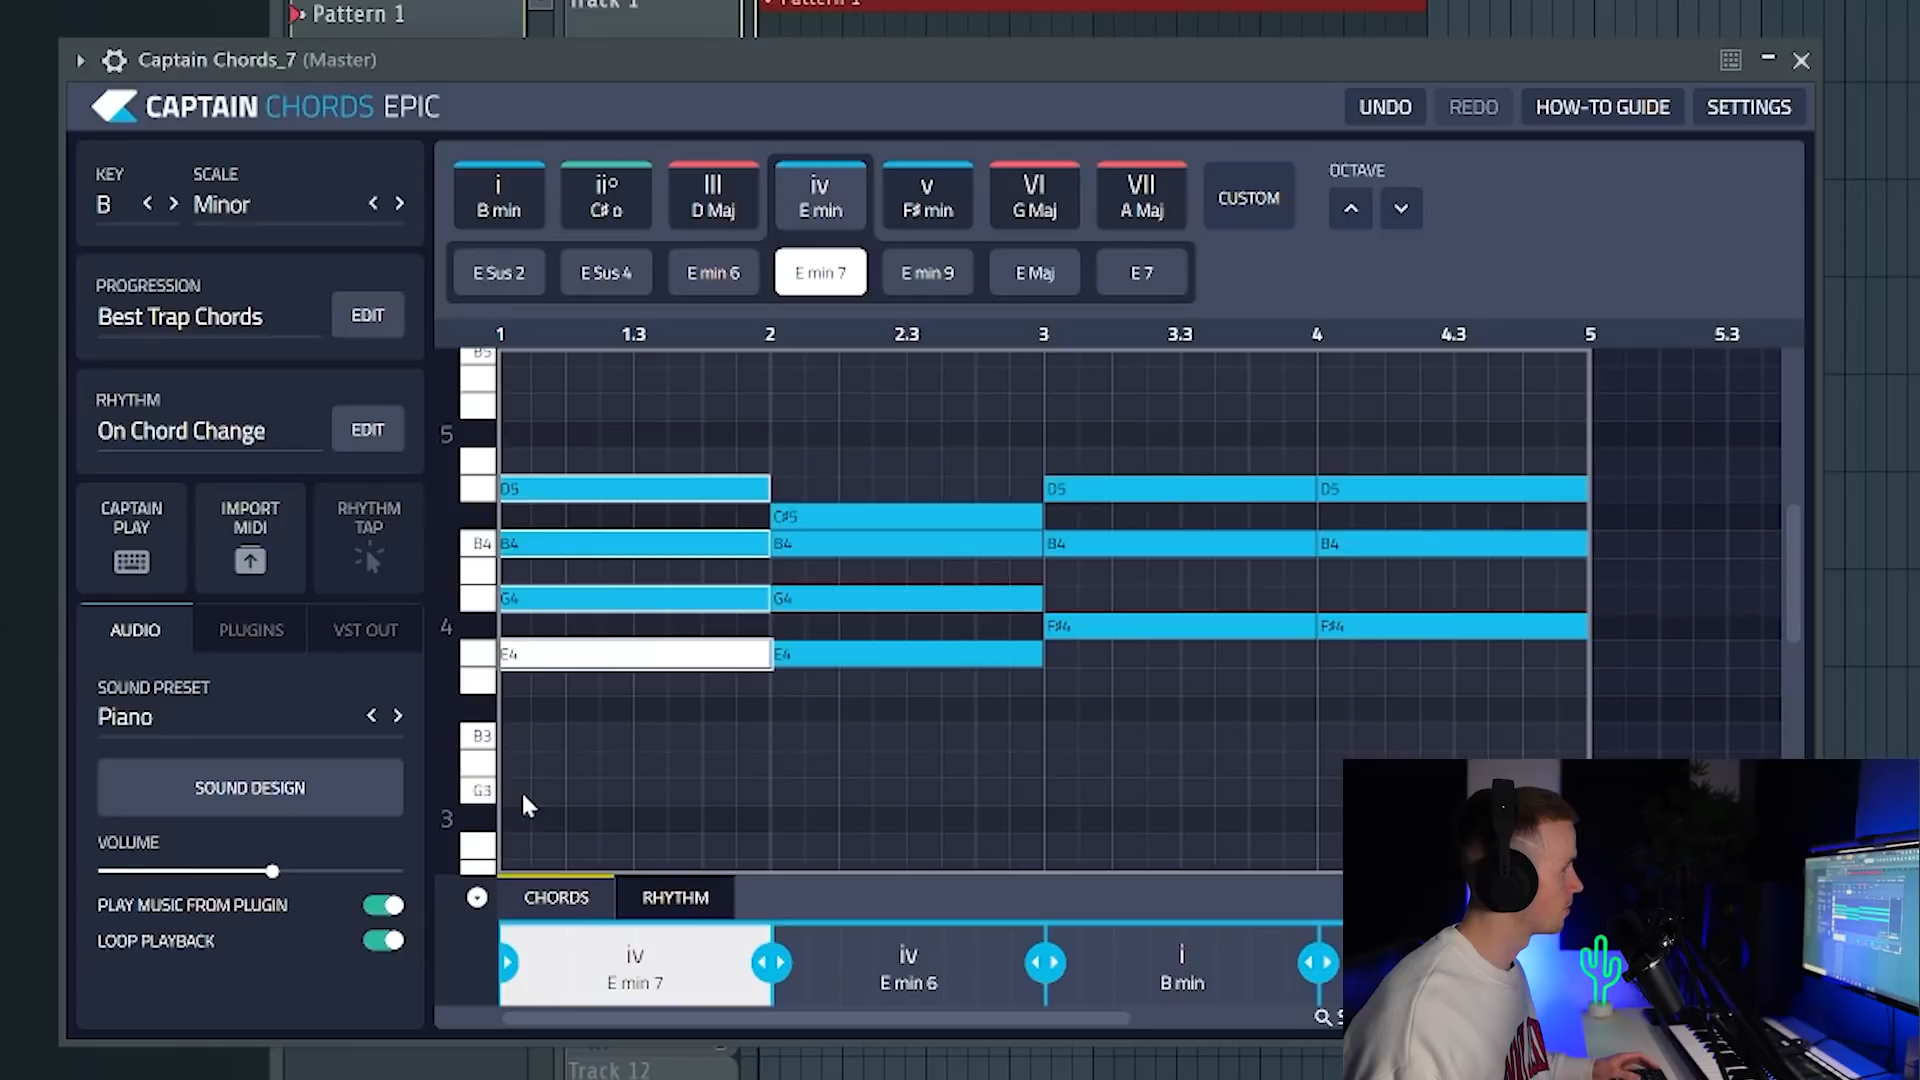 Pattern 1
Track 1
Pattern 1
Captain Chords_7 (Master)
CAPTAIN CHORDS EPIC
UNDO
REDO
HOW-TO GUIDE
SETTINGS
KEY
B
SCALE
Minor
PROGRESSION
Best Trap Chords
EDIT
RHYTHM
On Chord Change
EDIT
CAPTAIN
PLAY
IMPORT
MIDI
RHYTHM
TAP
AUDIO
PLUGINS
VST OUT
SOUND PRESET
Piano
SOUND DESIGN
VOLUME
PLAY MUSIC FROM PLUGIN
LOOP PLAYBACK
i
B min
ii°
C♯ o
III
D Maj
iv
E min
v
F♯ min
VI
G Maj
VII
A Maj
CUSTOM
OCTAVE
E Sus 2
E Sus 4
E min 6
E min 7
E min 9
E Maj
E 7
1
1.3
2
2.3
3
3.3
4
4.3
5
5.3
B5
5
D5
D5
D5
C♯5
B4
B4
B4
B4
B4
G4
G4
4
F♯4
F♯4
E4
E4
B3
G3
3
CHORDS
RHYTHM
iv
E min 7
iv
E min 6
i
B min
Track 12